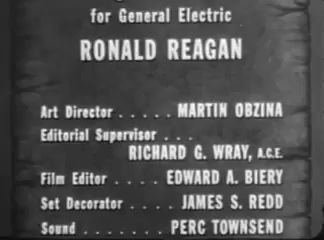 for General Electric
RONALD REAGAN
Art Director . . . . . MARTIN OBZINA
Editorial Supervisor . . .
RICHARD G. WRAY, A.C.E.
Film Editor . . . . EDWARD A. BIERY
Set Decorator . . . . JAMES S. REDD
Sound . . . . . . . PERC TOWNSEND